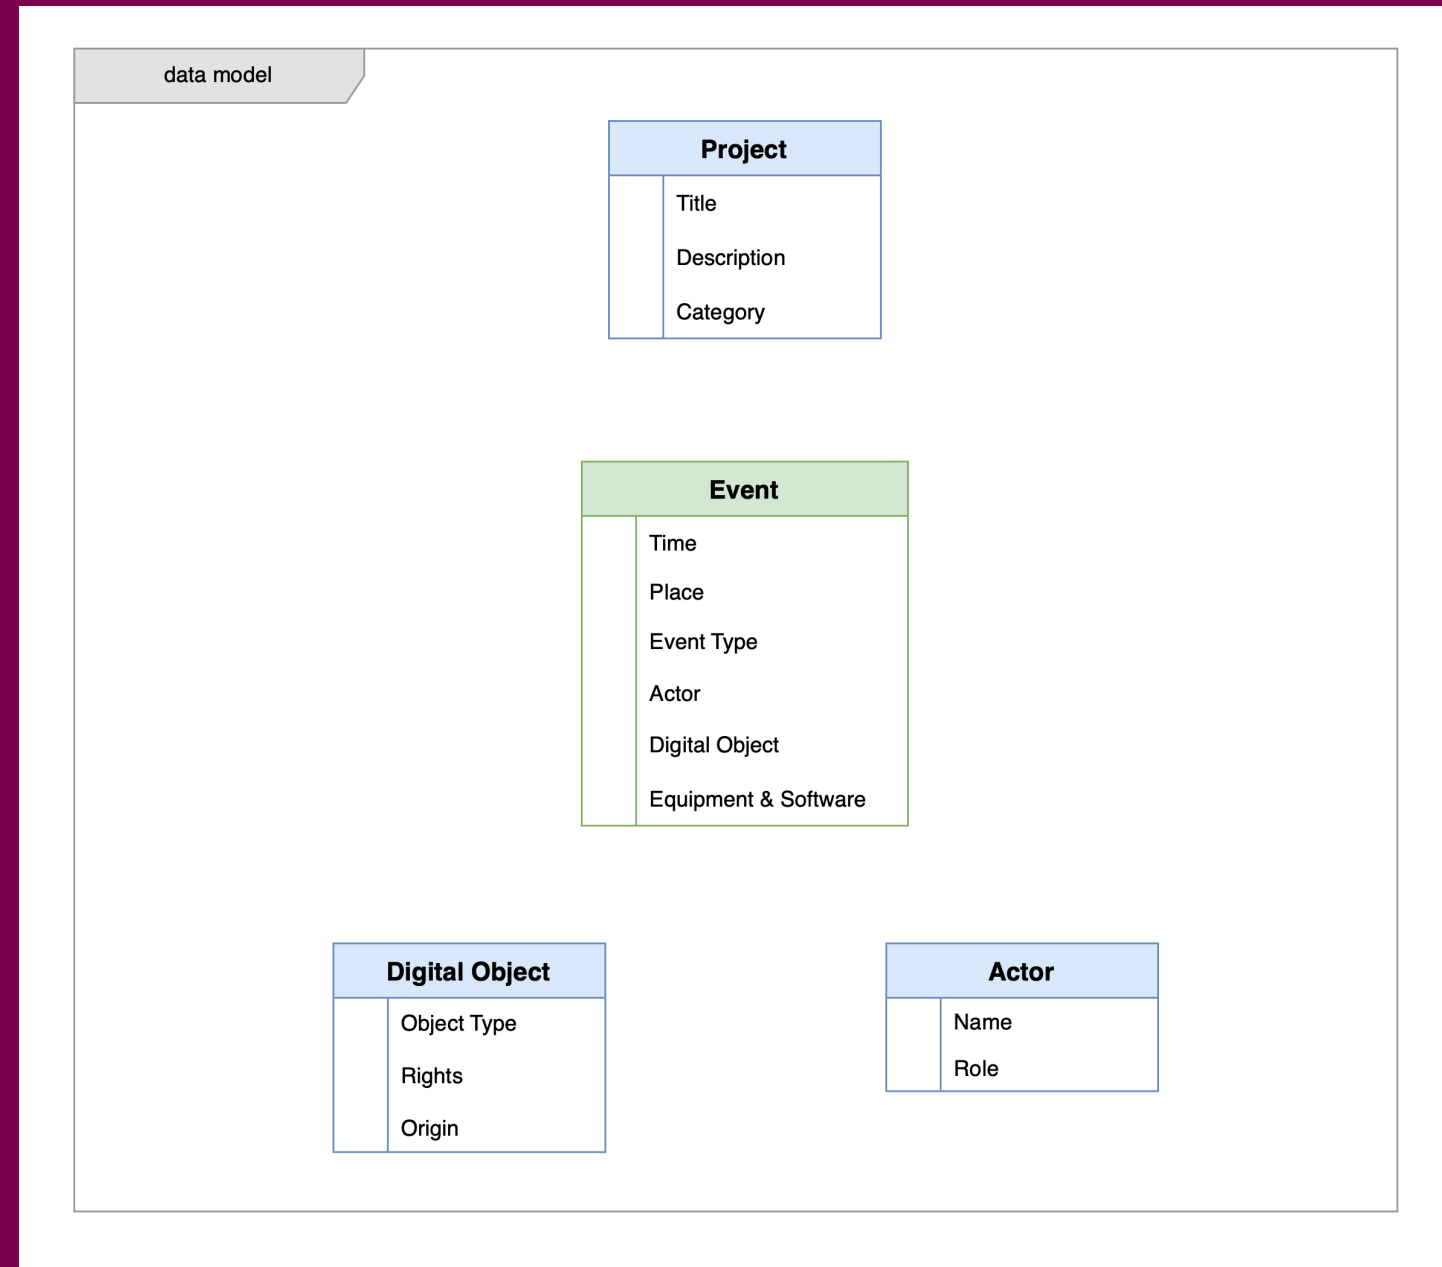 data model
Project
Title
Description
Category
Event
Time
Place
Event Type
Actor
Digital Object
Equipment & Software
Digital Object
Object Type
Rights
Origin
Actor
Name
Role